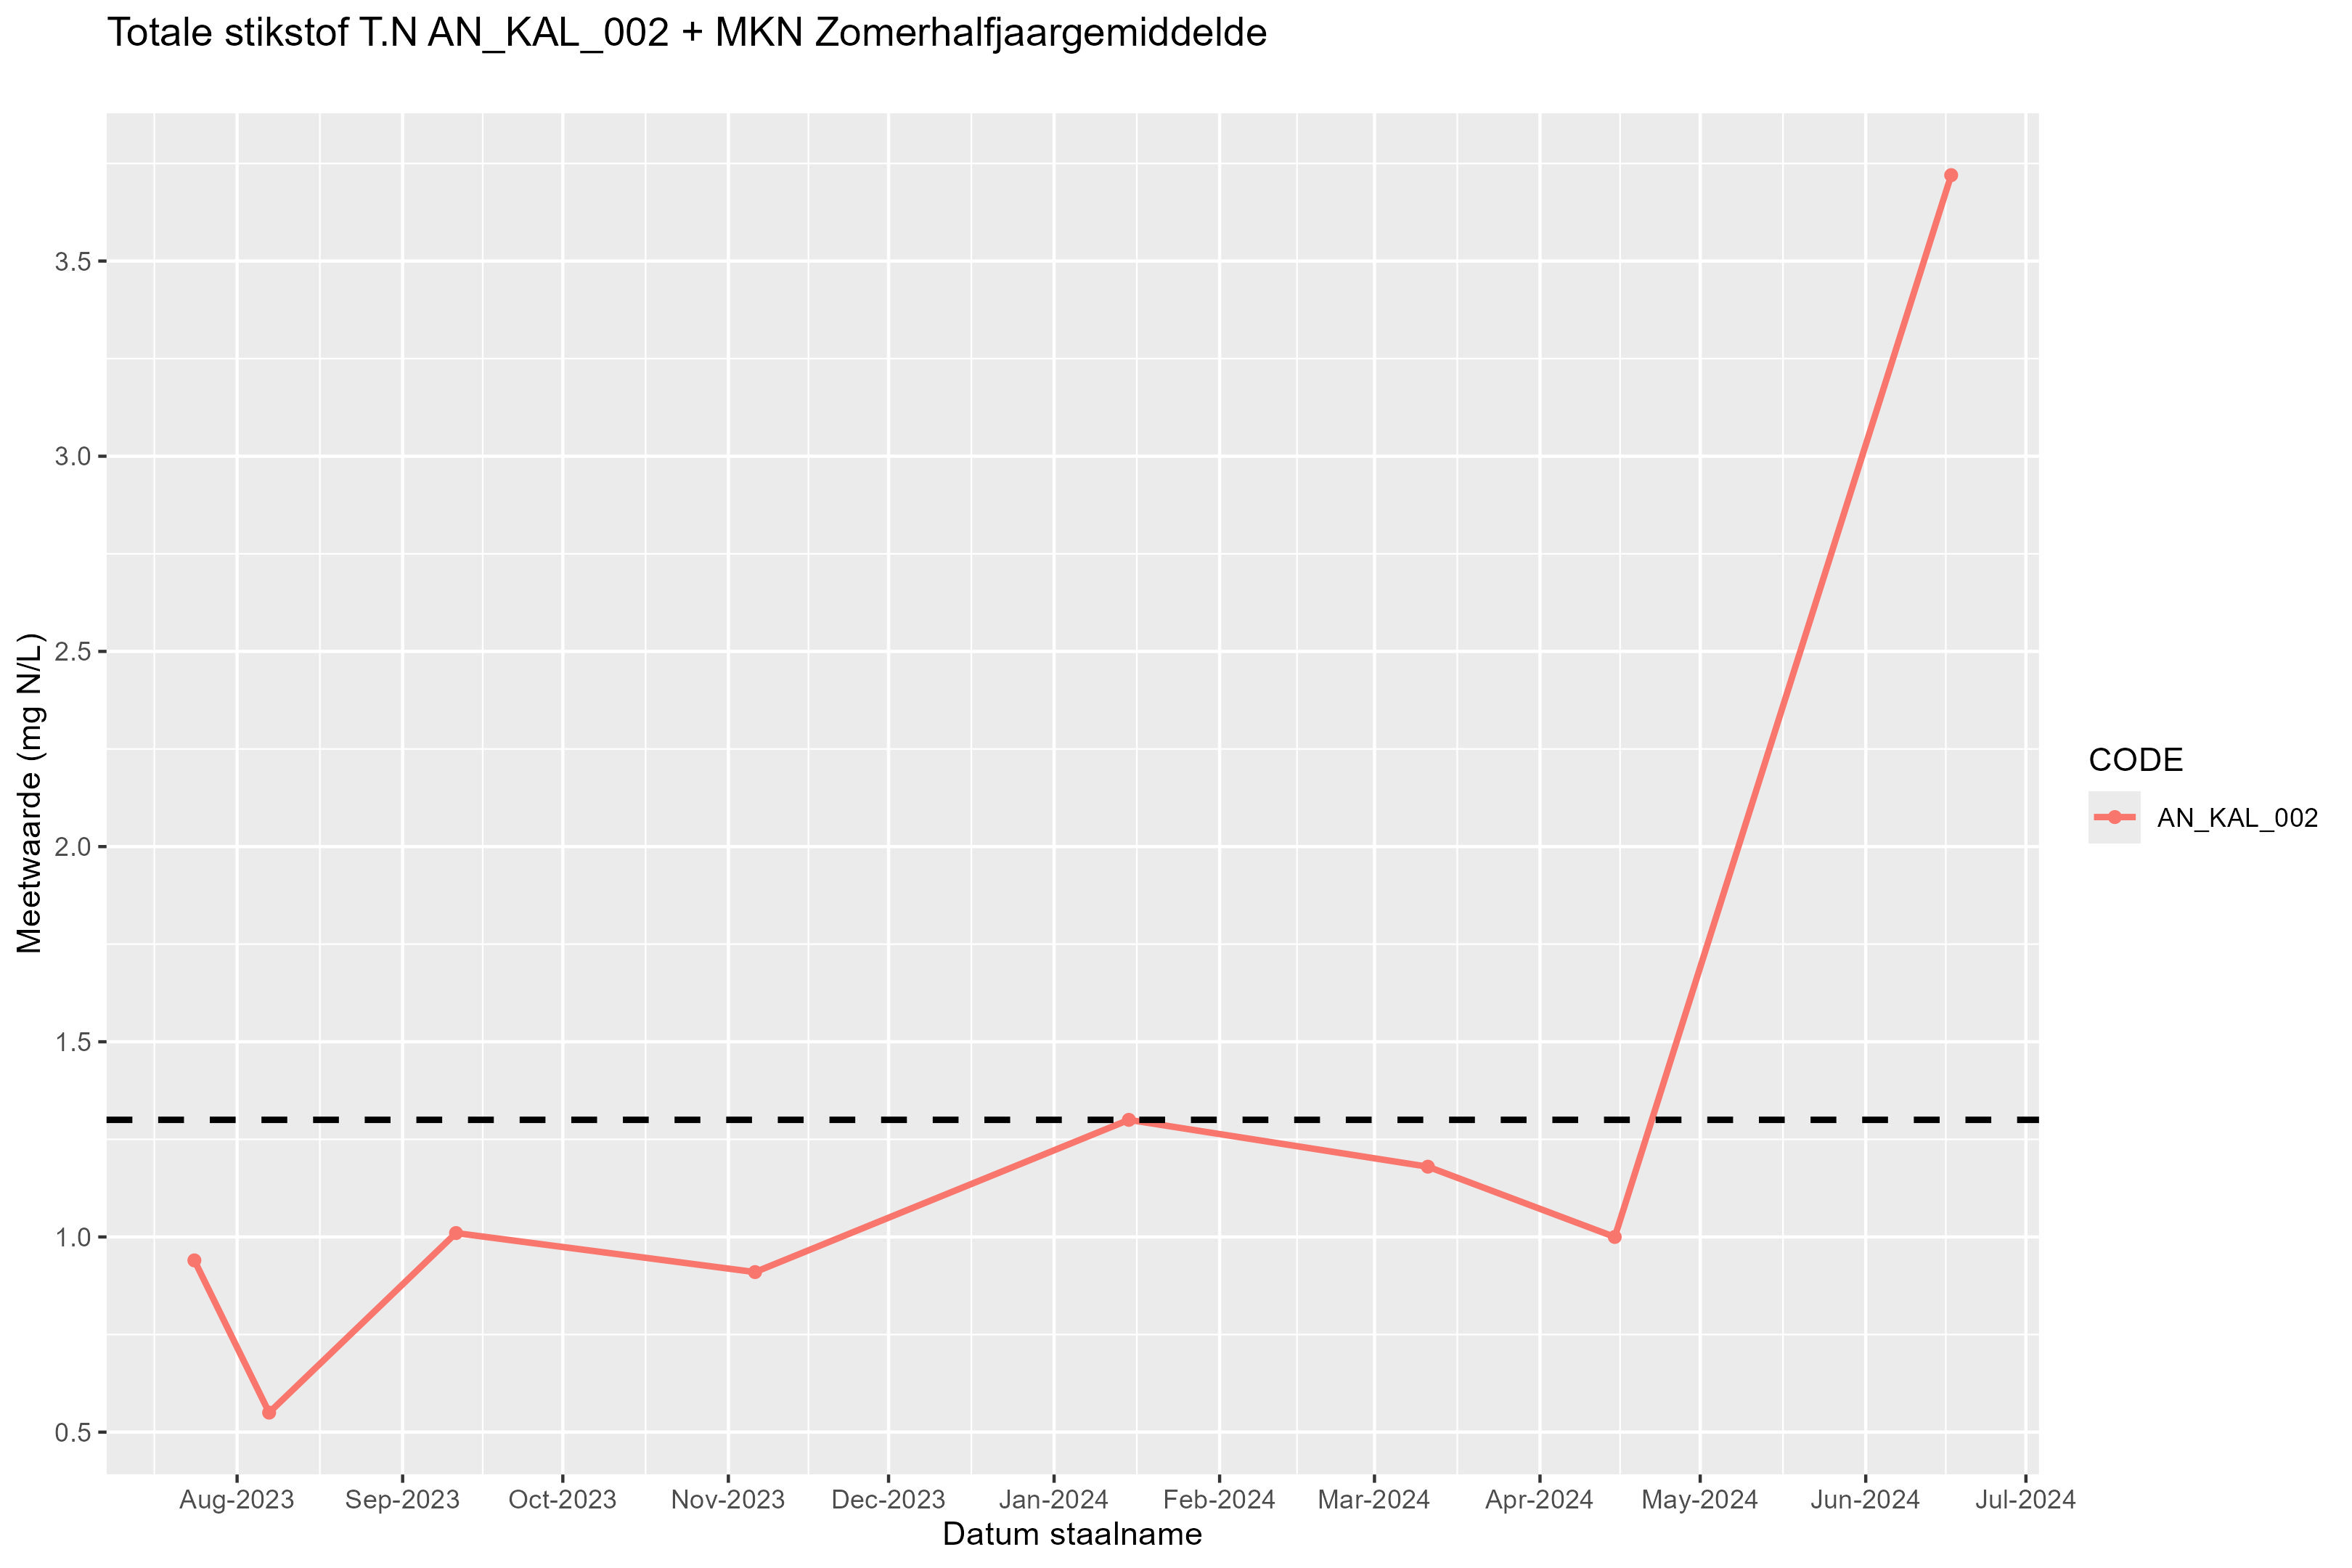 Totale stikstof T.N AN_KAL_002 + MKN Zomerhalfjaargemiddelde
Meetwaarde (mg N/L)
3.5
3.0
2.5
2.0
1.5
1.0
0.5
Aug-2023 Sep-2023 Oct-2023 Nov-2023 Dec-2023 Jan-2024 Feb-2024 Mar-2024 Apr-2024 May-2024 Jun-2024 Jul-2024
Datum staalname
CODE
AN_KAL_002